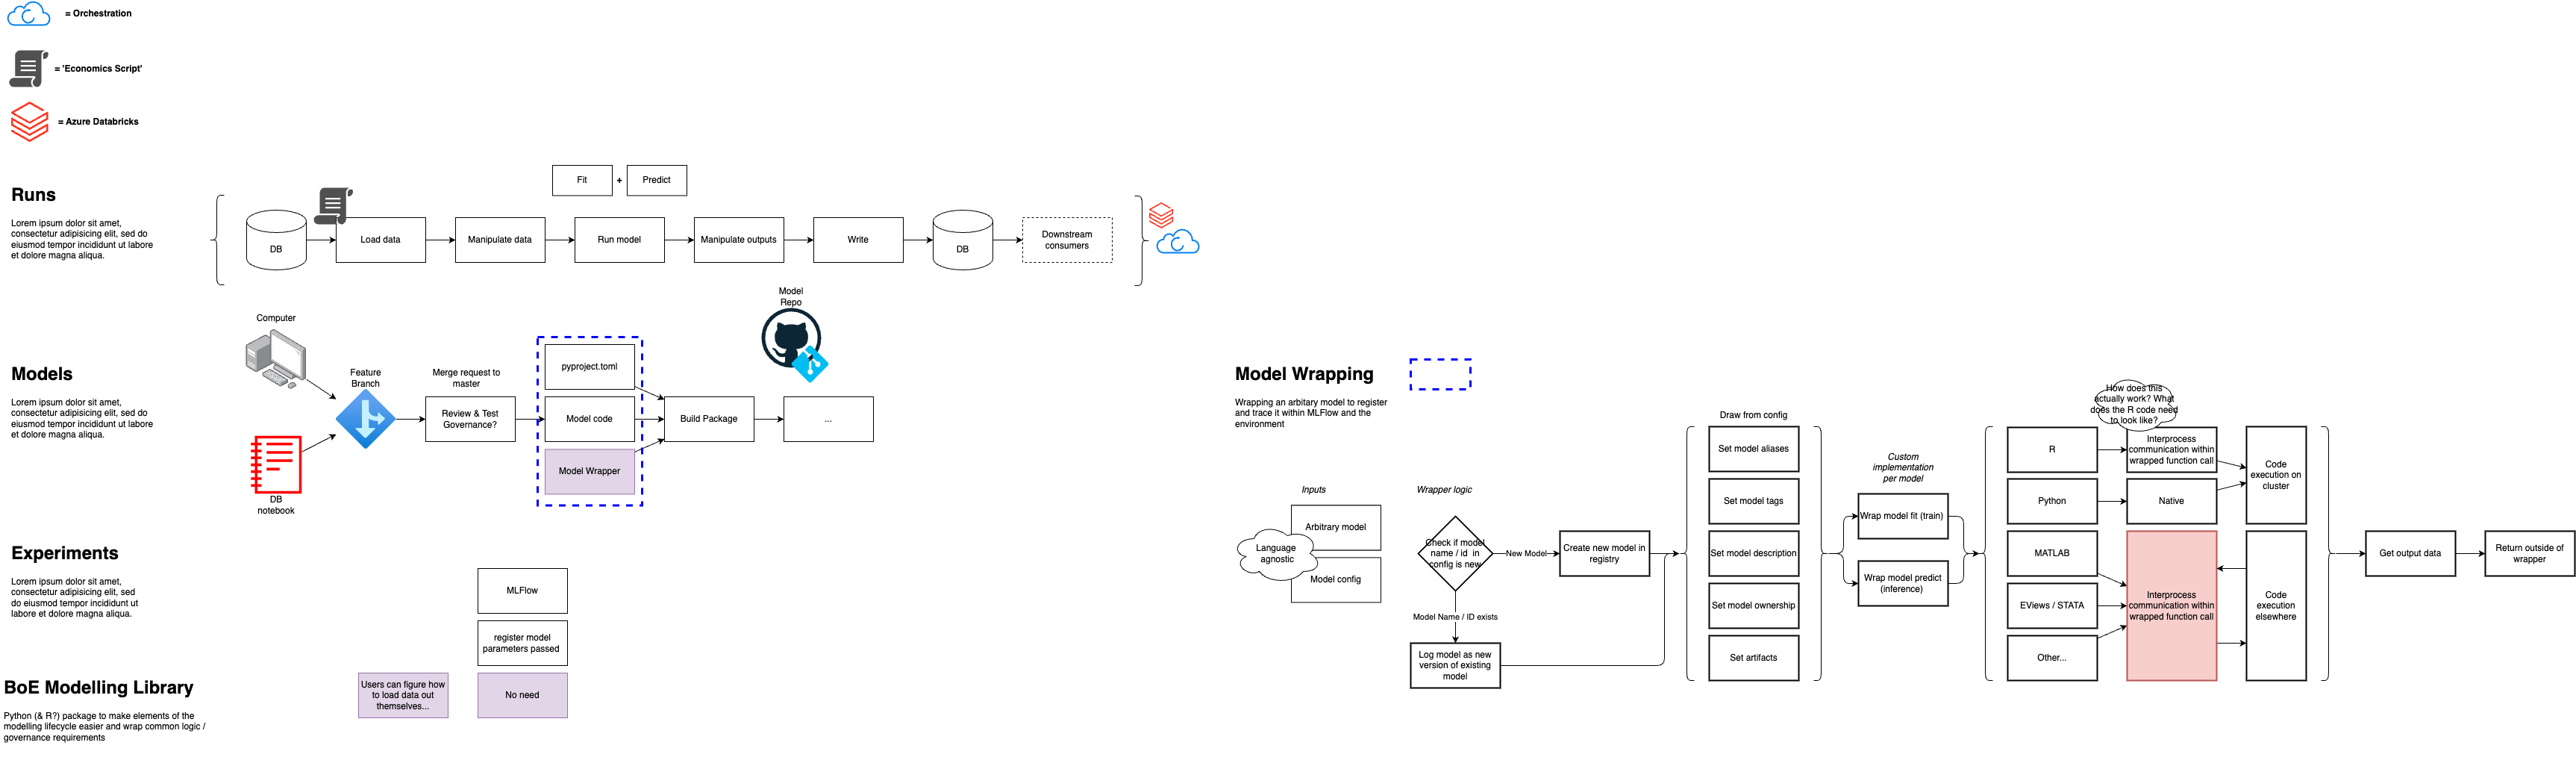 = Orchestration
= 'Economics Script'
= Azure Databricks
Runs
Lorem ipsum dolor sit amet,
consectetur adipisicing elit, sed do
eiusmod tempor incididunt ut labore
et dolore magna aliqua.
Fit
+
Predict
DB
Load data
Manipulate data
Run model
Manipulate outputs
Write
DB
Downstream
consumers
Models
Lorem ipsum dolor sit amet,
consectetur adipisicing elit, sed do
eiusmod tempor incididunt ut labore
et dolore magna aliqua.
Computer
DB
notebook
Feature
Branch
Merge request to
master
Review & Test
Governance?
pyproject.toml
Model code
Model Wrapper
Build Package
...
Model
Repo
Experiments
Lorem ipsum dolor sit amet,
consectetur adipisicing elit, sed
do eiusmod tempor incididunt ut
labore et dolore magna aliqua.
MLFlow
register model
parameters passed
BoE Modelling Library
Python (& R?) package to make elements of the
modelling lifecycle easier and wrap common logic /
governance requirements
Users can figure how
to load data out
themselves...
No need
Model Wrapping
Wrapping an arbitary model to register
and trace it within MLFlow and the
environment
Inputs
Arbitrary model
Language
agnostic
Model config
Wrapper logic
Check if model
name / id in
config is new
New Model
Create new model in
registry
Model Name / ID exists
Log model as new
version of existing
model
Draw from config
Set model aliases
Set model tags
Set model description
Set model ownership
Set artifacts
Custom
implementation
per model
Wrap model fit (train)
Wrap model predict
(inference)
How does this
actually work? What
does the R code need
to look like?
R
Interprocess
communication within
wrapped function call
Code
execution on
cluster
Python
Native
MATLAB
EViews / STATA
Other...
Interprocess
communication within
wrapped function call
Code
execution
elsewhere
Get output data
Return outside of
wrapper